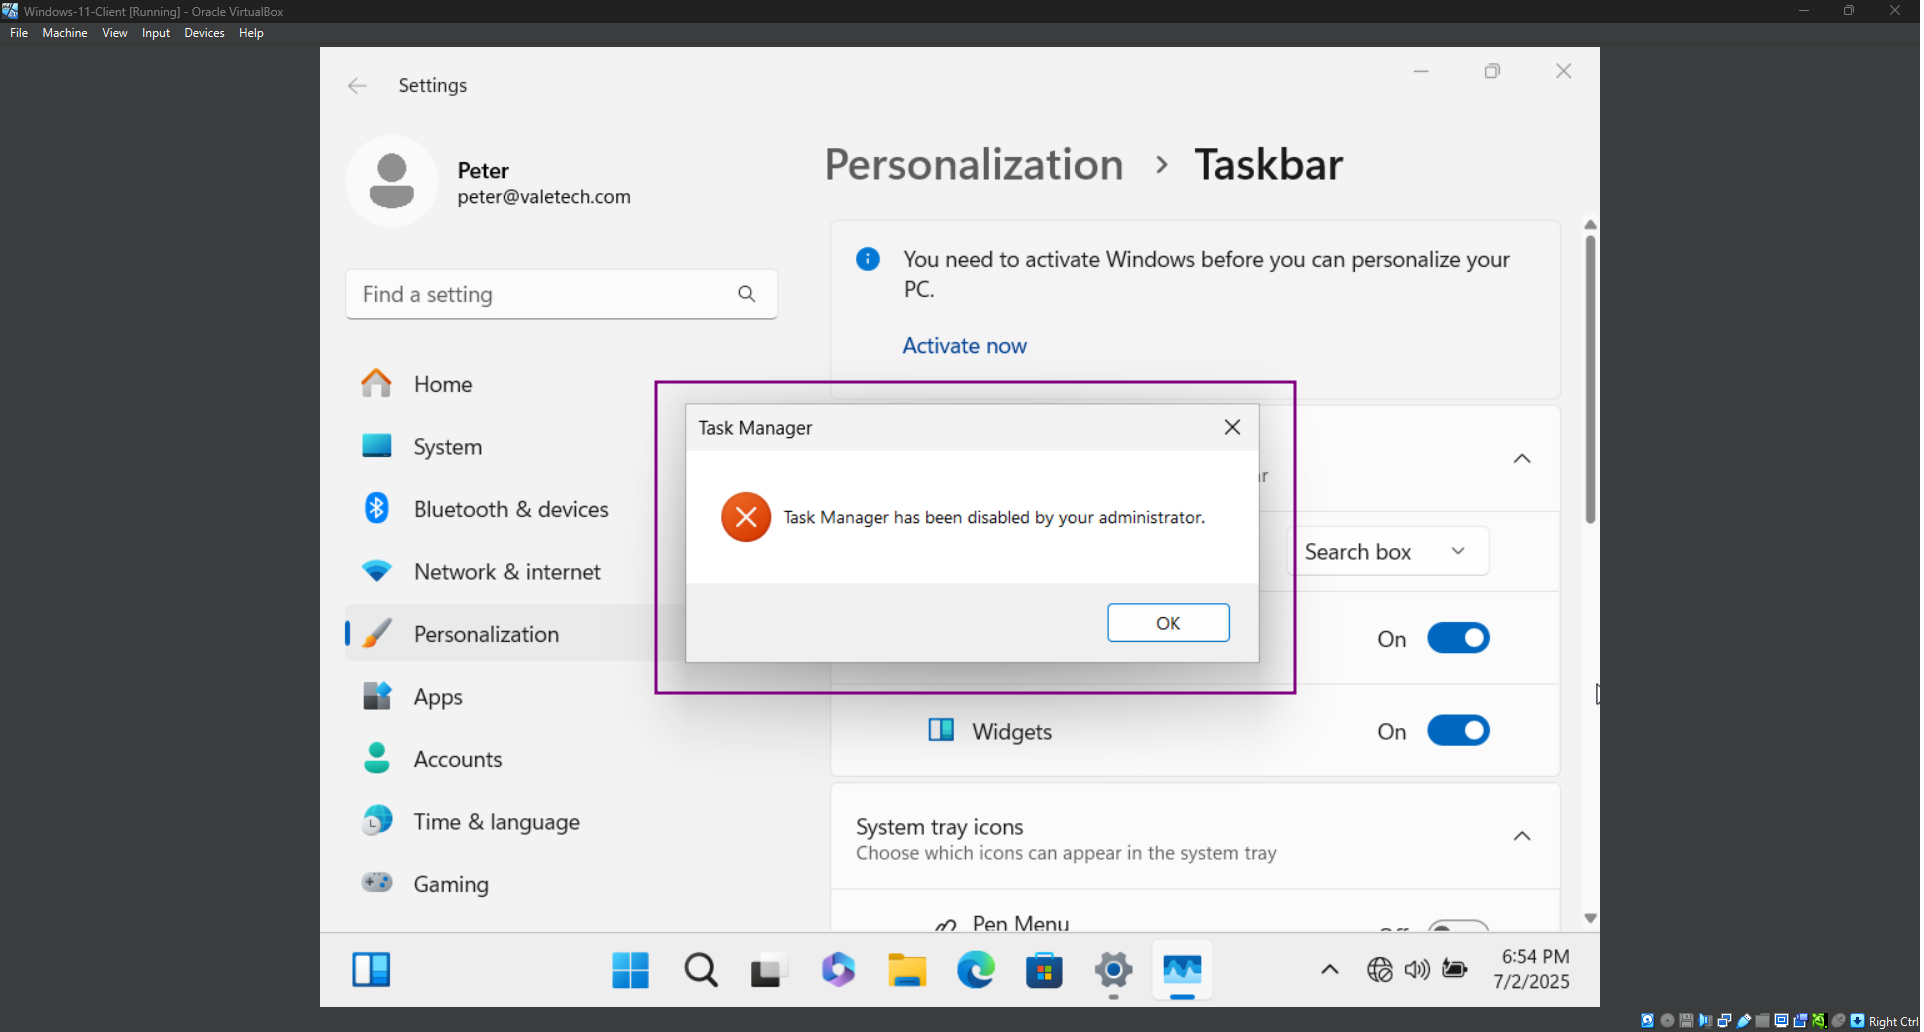 Windows-11-Client [Running] - Oracle VirtualBox
File Machine View Input Devices Help
Settings
Peter
peter@valetech.com
Find a setting
Home
System
Bluetooth & devices
Network & internet
Personalization
Apps
Accounts
Time & language
Gaming
Personalization > Taskbar
You need to activate Windows before you can personalize your
PC.
Activate now
Task Manager
Task Manager has been disabled by your administrator.
OK
Search box
On
Widgets
On
System tray icons
Choose which icons can appear in the system tray
Pen Menu
6:54 PM
7/2/2025
Right Ctrl